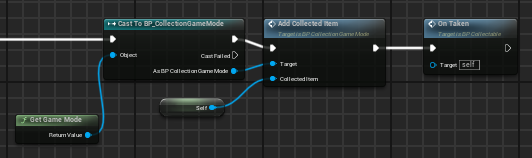 Cast To BP_CollectionGameMode
Object
Cast Failed
As BP Collection Game Mode
Add Collected Item
Target is BP Collection Game Mode
Target
Collected Item
On Taken
Target is BP Collectable
Target
self
Self
Get Game Mode
Return Value